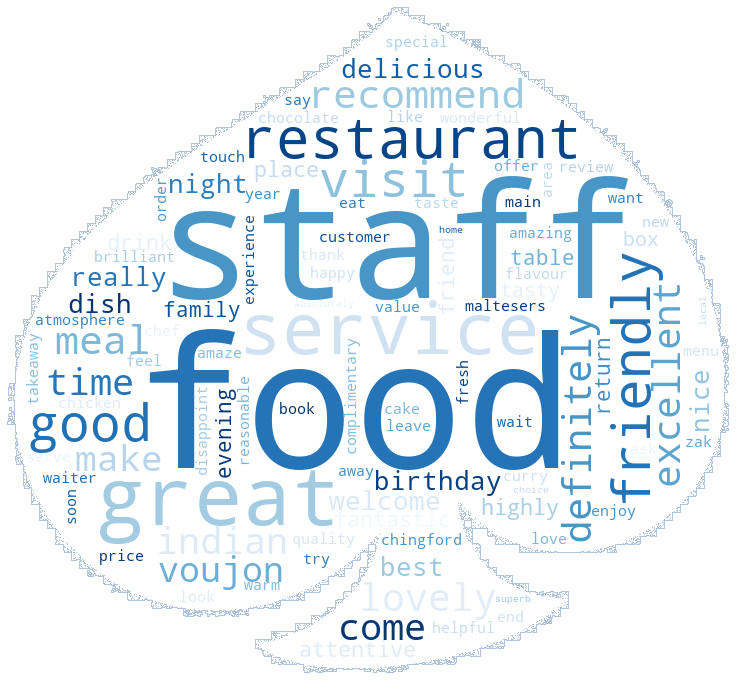 special
delicious
recommend
say
chocolate
like
wonderful
restaurant
touch
place
visit
offer
area
review
night
order
year
eat
taste
main
want
staff
new
box
experience
customer
home
amazing
table
drink
brilliant
thank
friend
flavour
really
happy
tasty
dish
family
absolutely
value
maltesers
local
atmosphere
chef
service
friendly
excellent
definitely
return
nice
menu
meal
feel
amaze
takeaway
time
food
fresh
complimentary
chicken
good
book
cake
leave
wait
zak
ask
make
serve
disappoint
evening
reasonable
waiter
away
birthday
curry
choice
great
soon
welcome
highly
enjoy
fantastic
indian
quality
chingford
love
price
try
voujon
warm
best
look
lovely
superb
come
helpful
end
attentive